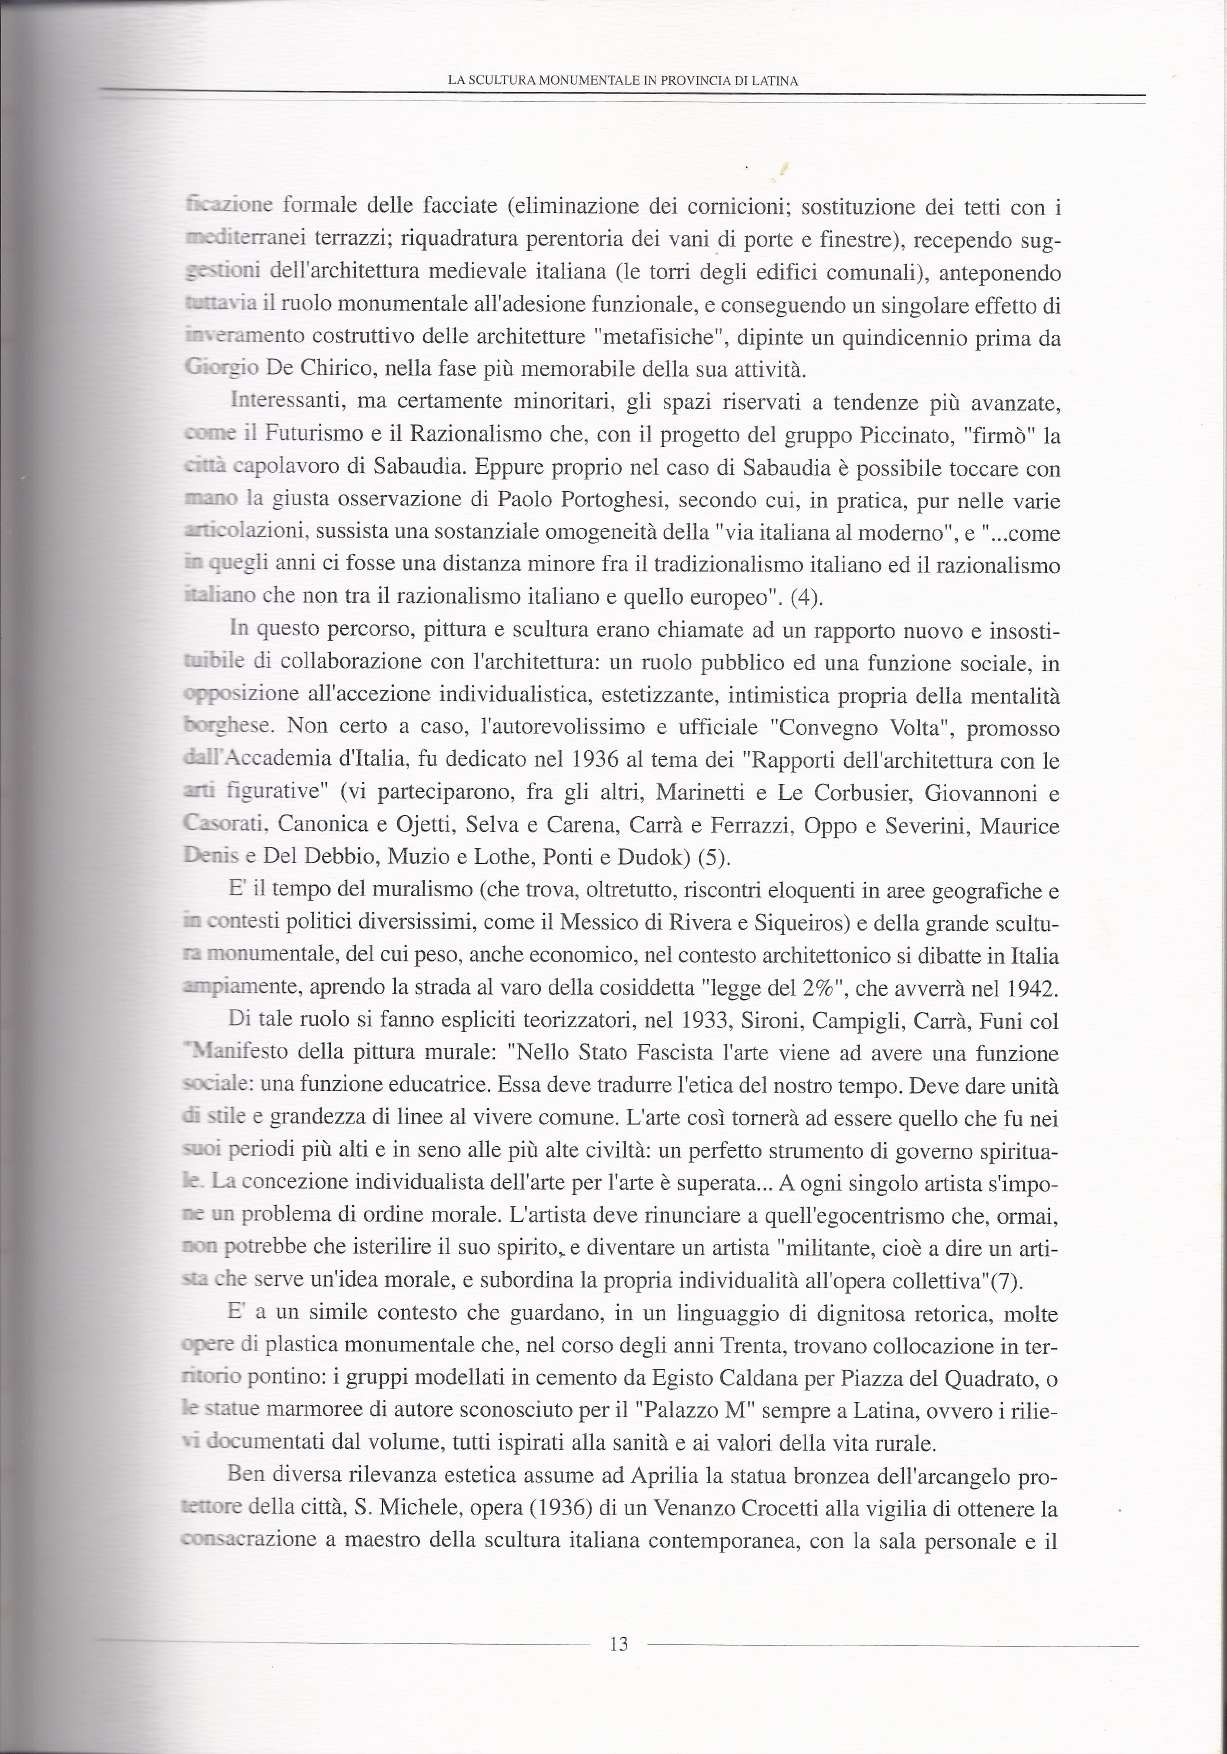 LA SCULTURA MONUMENTALE IN PROVINCIA DI LATINA
ficazione formale delle facciate (eliminazione dei cornicioni; sostituzione dei tetti con i
mediterranei terrazzi; riquadratura perentoria dei vani di porte e finestre), recependo sug-
gestioni dell'architettura medievale italiana (le torri degli edifici comunali), anteponendo
tuttavia il ruolo monumentale all'adesione funzionale, e conseguendo un singolare effetto di
inveramento costruttivo delle architetture "metafisiche", dipinte un quindicennio prima da
Giorgio De Chirico, nella fase più memorabile della sua attività.
Interessanti, ma certamente minoritari, gli spazi riservati a tendenze più avanzate,
come il Futurismo e il Razionalismo che, con il progetto del gruppo Piccinato, "firmò" la
città capolavoro di Sabaudia. Eppure proprio nel caso di Sabaudia è possibile toccare con
mano la giusta osservazione di Paolo Portoghesi, secondo cui, in pratica, pur nelle varie
articolazioni, sussista una sostanziale omogeneità della "via italiana al moderno", e "...come
in quegli anni ci fosse una distanza minore fra il tradizionalismo italiano ed il razionalismo
italiano che non tra il razionalismo italiano e quello europeo". (4).
In questo percorso, pittura e scultura erano chiamate ad un rapporto nuovo e insosti-
tuibile di collaborazione con l'architettura: un ruolo pubblico ed una funzione sociale, in
opposizione all'accezione individualistica, estetizzante, intimistica propria della mentalità
borghese. Non certo a caso, l'autorevolissimo e ufficiale "Convegno Volta", promosso
dall'Accademia d'Italia, fu dedicato nel 1936 al tema dei "Rapporti dell'architettura con le
arti figurative" (vi parteciparono, fra gli altri, Marinetti e Le Corbusier, Giovannoni e
Casorati, Canonica e Ojetti, Selva e Carena, Carrà e Ferrazzi, Oppo e Severini, Maurice
Denis e Del Debbio, Muzio e Lothe, Ponti e Dudok) (5).
E' il tempo del muralismo (che trova, oltretutto, riscontri eloquenti in aree geografiche e
in contesti politici diversissimi, come il Messico di Rivera e Siqueiros) e della grande scultu-
ra monumentale, del cui peso, anche economico, nel contesto architettonico si dibatte in Italia
ampiamente, aprendo la strada al varo della cosiddetta "legge del 2%", che avverrà nel 1942.
Di tale ruolo si fanno espliciti teorizzatori, nel 1933, Sironi, Campigli, Carrà, Funi col
"Manifesto della pittura murale: "Nello Stato Fascista l'arte viene ad avere una funzione
sociale: una funzione educatrice. Essa deve tradurre l'etica del nostro tempo. Deve dare unità
di stile e grandezza di linee al vivere comune. L'arte così tornerà ad essere quello che fu nei
suoi periodi più alti e in seno alle più alte civiltà: un perfetto strumento di governo spiritua-
le. La concezione individualista dell'arte per l'arte è superata... A ogni singolo artista s'impo-
ne un problema di ordine morale. L'artista deve rinunciare a quell'egocentrismo che, ormai,
non potrebbe che isterilire il suo spirito, e diventare un artista "militante, cioè a dire un arti-
sta che serve un'idea morale, e subordina la propria individualità all'opera collettiva"(7).
E' a un simile contesto che guardano, in un linguaggio di dignitosa retorica, molte
opere di plastica monumentale che, nel corso degli anni Trenta, trovano collocazione in ter-
ritorio pontino: i gruppi modellati in cemento da Egisto Caldana per Piazza del Quadrato, o
le statue marmoree di autore sconosciuto per il "Palazzo M" sempre a Latina, ovvero i rilie-
vi documentati dal volume, tutti ispirati alla sanità e ai valori della vita rurale.
Ben diversa rilevanza estetica assume ad Aprilia la statua bronzea dell'arcangelo pro-
tettore della città, S. Michele, opera (1936) di un Venanzo Crocetti alla vigilia di ottenere la
consacrazione a maestro della scultura italiana contemporanea, con la sala personale e il
13